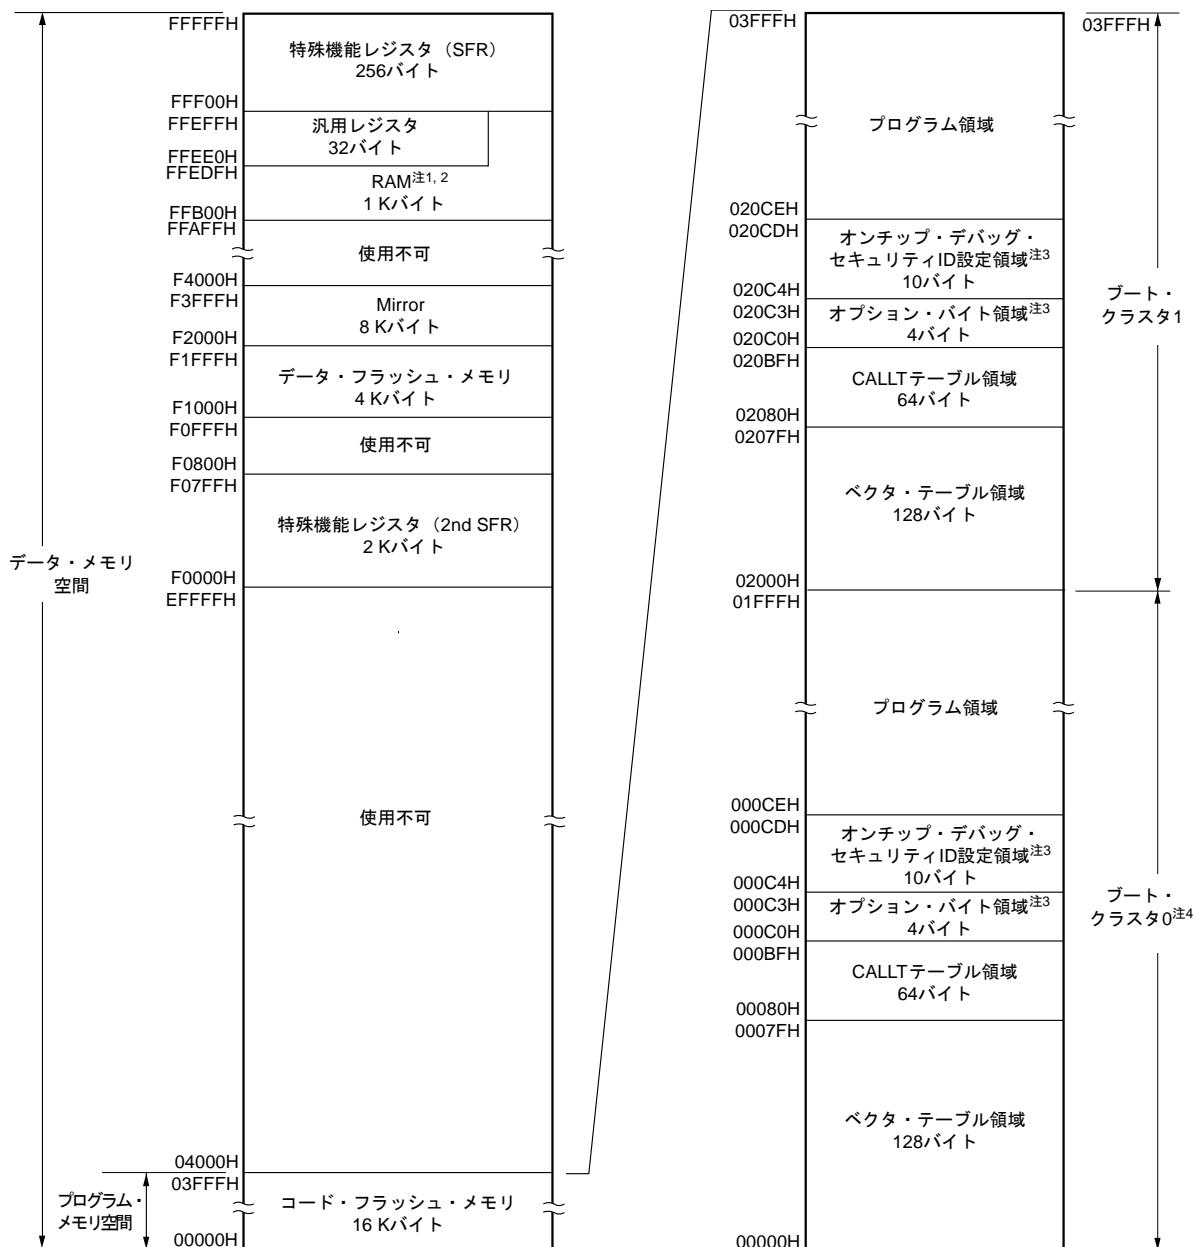 FFFFFH
特殊機能レジスタ（SFR）
256バイト
FFF00H
FFEFFH
汎用レジスタ
32バイト
FFEE0H
FFEDFH
RAM注1, 2
1 Kバイト
FFB00H
FFAFFH
使用不可
F4000H
F3FFFH
Mirror
8 Kバイト
F2000H
F1FFFH
データ・フラッシュ・メモリ
4 Kバイト
F1000H
F0FFFH
使用不可
F0800H
F07FFH
特殊機能レジスタ（2nd SFR）
2 Kバイト
データ・メモリ
空間
F0000H
EFFFFH
使用不可
04000H
03FFFH
プログラム・
メモリ空間
コード・フラッシュ・メモリ
16 Kバイト
00000H
03FFFH
03FFFH
プログラム領域
020CEH
020CDH
オンチップ・デバッグ・
セキュリティID設定領域注3
10バイト
020C4H
020C3H
オプション・バイト領域注3
4バイト
020C0H
020BFH
CALLTテーブル領域
64バイト
02080H
0207FH
ベクタ・テーブル領域
128バイト
02000H
ブート・
クラスタ1
01FFFH
プログラム領域
000CEH
000CDH
オンチップ・デバッグ・
セキュリティID設定領域注3
10バイト
000C4H
000C3H
オプション・バイト領域注3
4バイト
000C0H
000BFH
CALLTテーブル領域
64バイト
00080H
0007FH
ベクタ・テーブル領域
128バイト
00000H
ブート・
クラスタ0注4